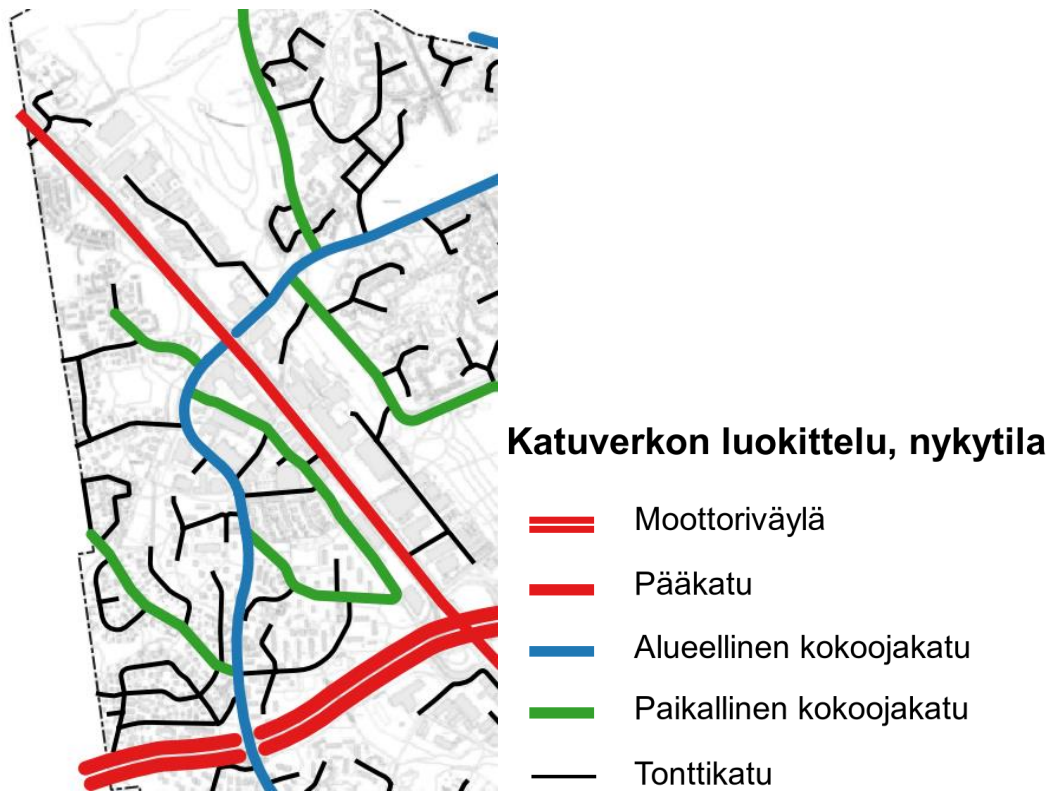 Katuverkon luokittelu, nykytila
Moottoriväylä
Pääkatu
Alueellinen kokoojakatu
Paikallinen kokoojakatu
Tonttikatu